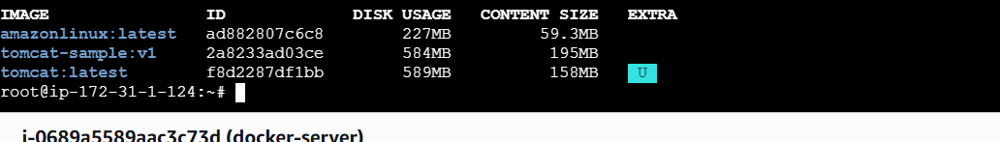 IMAGE ID DISK USAGE CONTENT SIZE EXTRA
amazonlinux:latest ad882807c6c8 227MB 59.3MB
tomcat-sample:v1 2a8233ad03ce 584MB 195MB
tomcat:latest f8d2287df1bb 589MB 158MB U
root@ip-172-31-1-124:~#
i-0689a5589aac3c73d (docker-server)